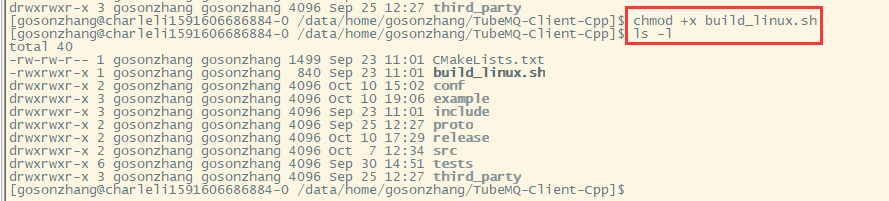 drwxrwxr-x 3 gosonzhang gosonzhang 4096 Sep 25 12:27 third_party
[gosonzhang@charleli1591606686884-0 /data/home/gosonzhang/TubeMQ-Client-Cpp]$ chmod +x build_linux.sh
[gosonzhang@charleli1591606686884-0 /data/home/gosonzhang/TubeMQ-Client-Cpp]$ ls -l
total 40
-rw-rw-r-- 1 gosonzhang gosonzhang 1499 Sep 23 11:01 CMakeLists.txt
-rwxrwxr-x 1 gosonzhang gosonzhang  840 Sep 23 11:01 build_linux.sh
drwxrwxr-x 2 gosonzhang gosonzhang 4096 Oct 10 15:02 conf
drwxrwxr-x 3 gosonzhang gosonzhang 4096 Oct 10 19:06 example
drwxrwxr-x 3 gosonzhang gosonzhang 4096 Sep 23 11:01 include
drwxrwxr-x 2 gosonzhang gosonzhang 4096 Sep 25 12:27 proto
drwxrwxr-x 2 gosonzhang gosonzhang 4096 Oct 10 17:29 release
drwxrwxr-x 2 gosonzhang gosonzhang 4096 Oct  7 12:34 src
drwxrwxr-x 6 gosonzhang gosonzhang 4096 Sep 30 14:51 tests
drwxrwxr-x 3 gosonzhang gosonzhang 4096 Sep 25 12:27 third_party
[gosonzhang@charleli1591606686884-0 /data/home/gosonzhang/TubeMQ-Client-Cpp]$